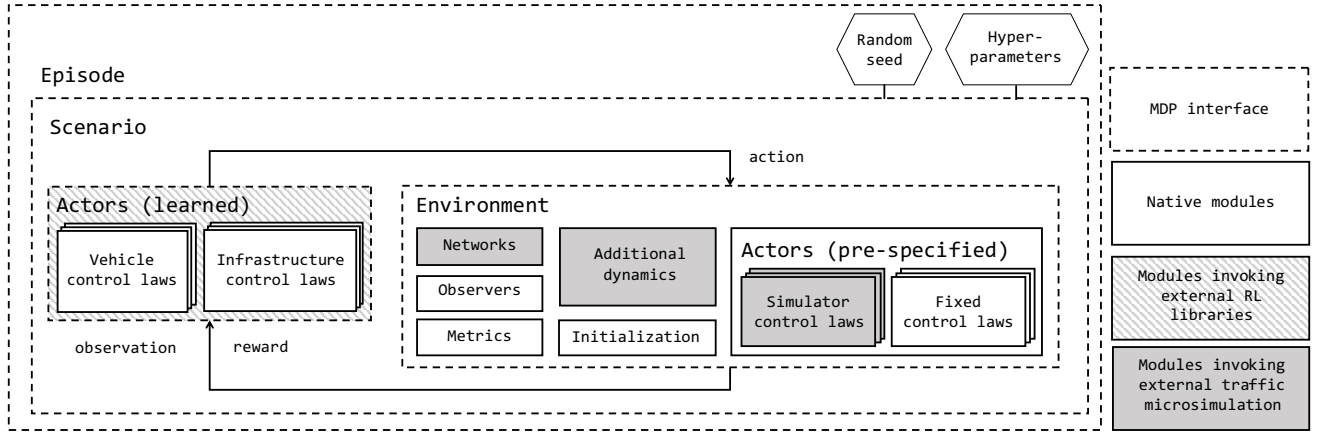 Random
seed
Hyper-
parameters
Episode
Scenario
action
Actors (learned)
Vehicle
control laws
Infrastructure
control laws
observation
reward
Environment
Networks
Observers
Metrics
Additional
dynamics
Initialization
Actors (pre-specified)
Simulator
control laws
Fixed
control laws
MDP interface
Native modules
Modules invoking
external RL
libraries
Modules invoking
external traffic
microsimulation